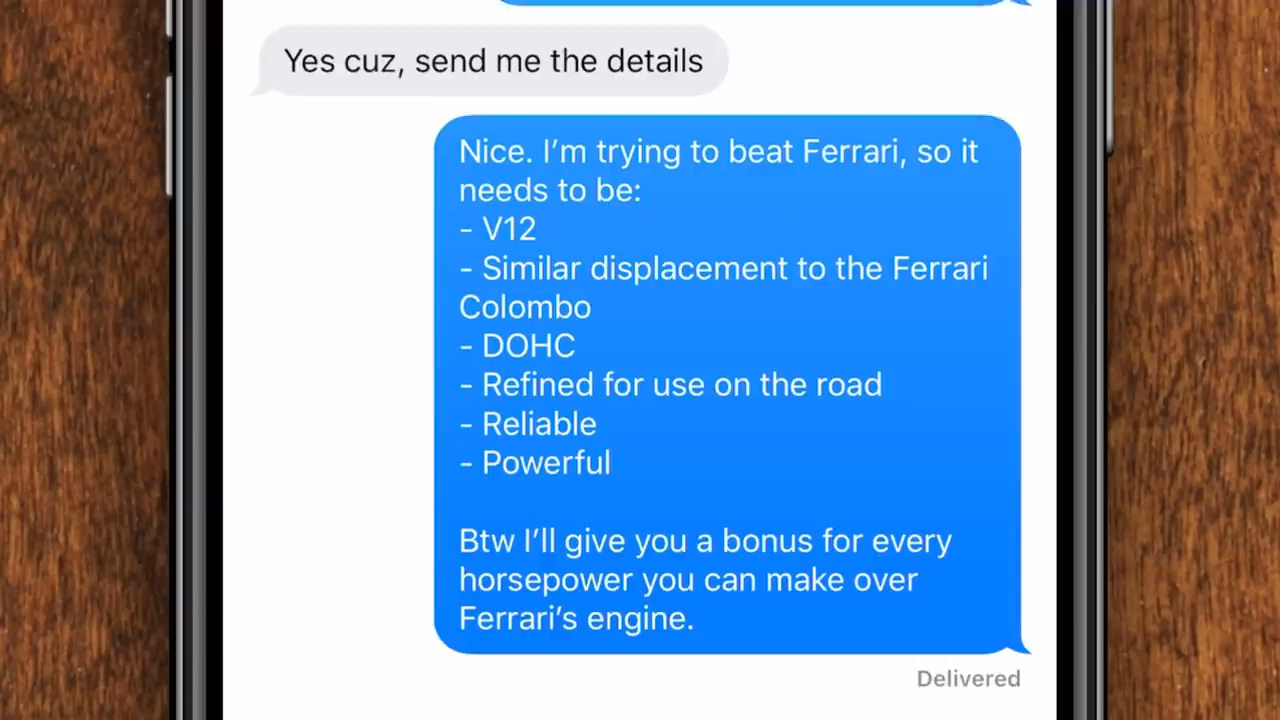 Yes cuz, send me the details
Nice. I’m trying to beat Ferrari, so it
needs to be:
- V12
- Similar displacement to the Ferrari
Colombo
- DOHC
- Refined for use on the road
- Reliable
- Powerful
Btw I’ll give you a bonus for every
horsepower you can make over
Ferrari’s engine.
Delivered